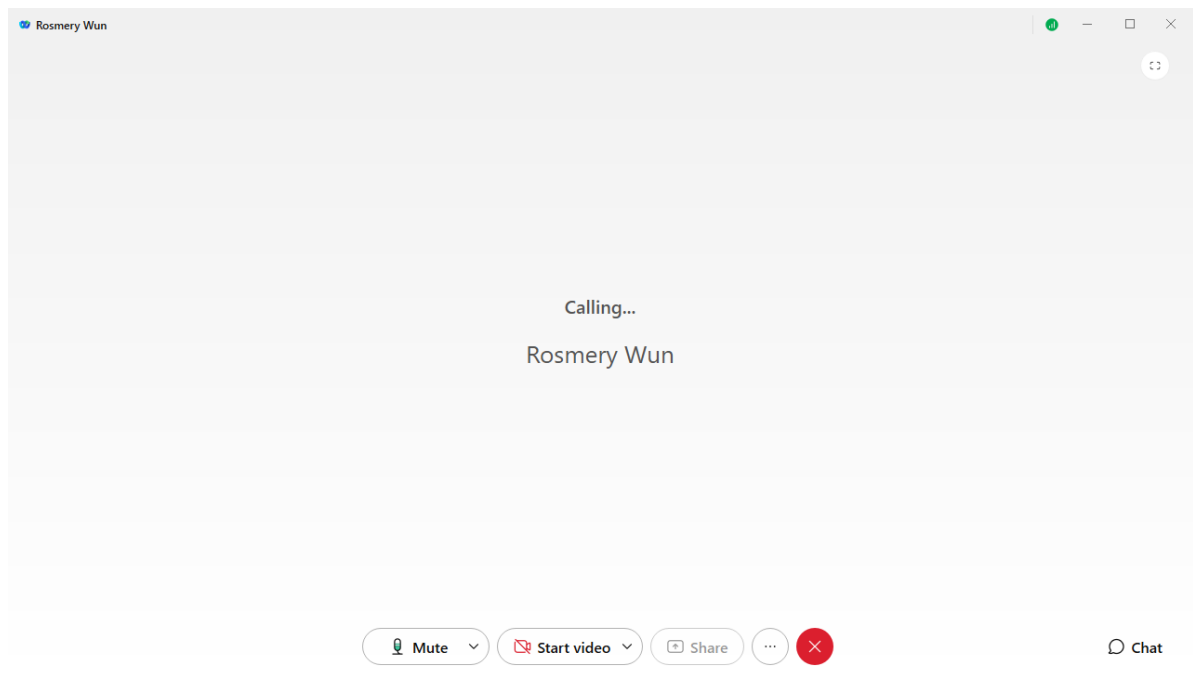 Rosmery Wun
Calling...
Rosmery Wun
Mute
Start video
Share
Chat